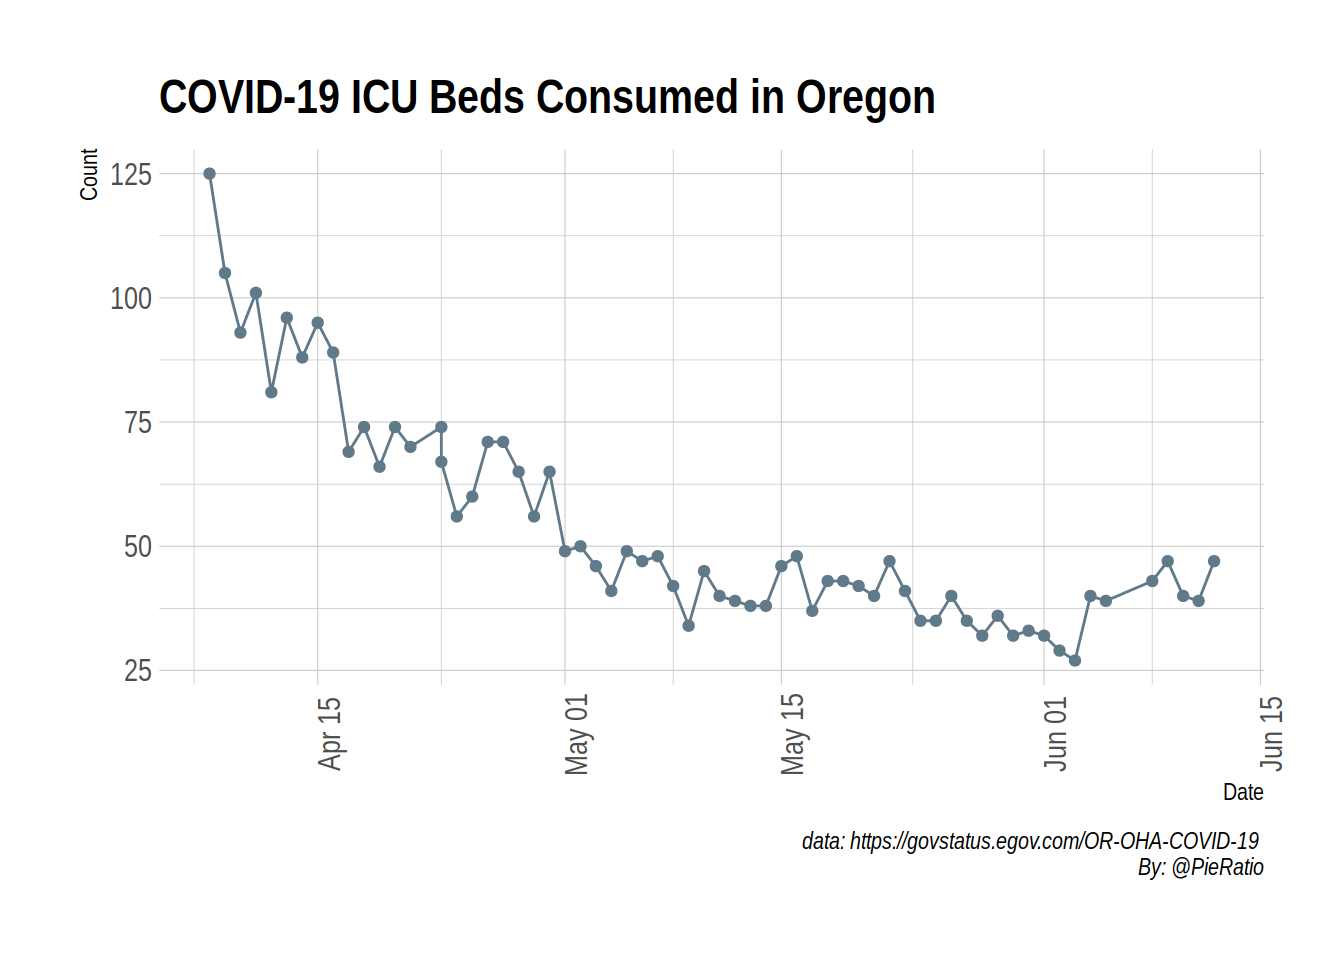 COVID-19 ICU Beds Consumed in Oregon
Count
125
100
75
50
25
Apr 15
May 01
May 15
Jun 01
Jun 15
Date
data: https://govstatus.egov.com/OR-OHA-COVID-19
By: @PieRatio